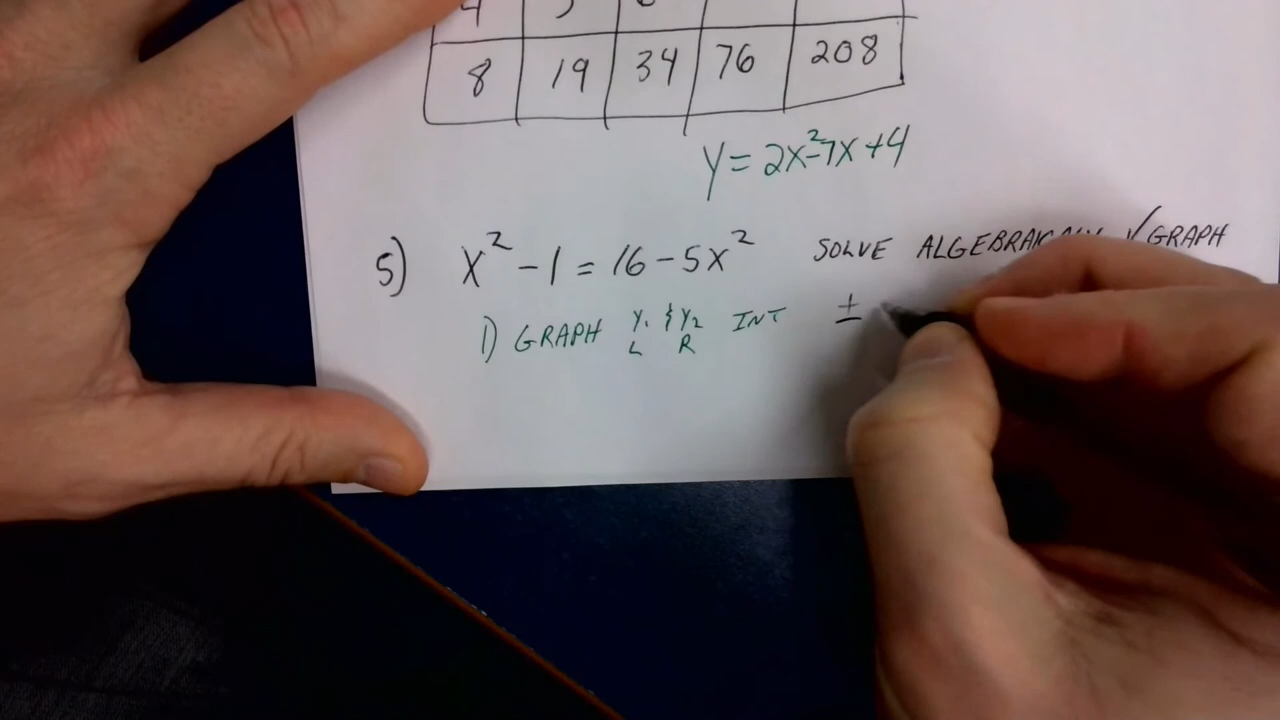 8 19 34 76 208
y = 2x²-7x+4
5) x² - 1 = 16 - 5x² SOLVE ALGEBRAICALLY √GRAPH
1) GRAPH Y₁ & Y₂ INT ±
L R